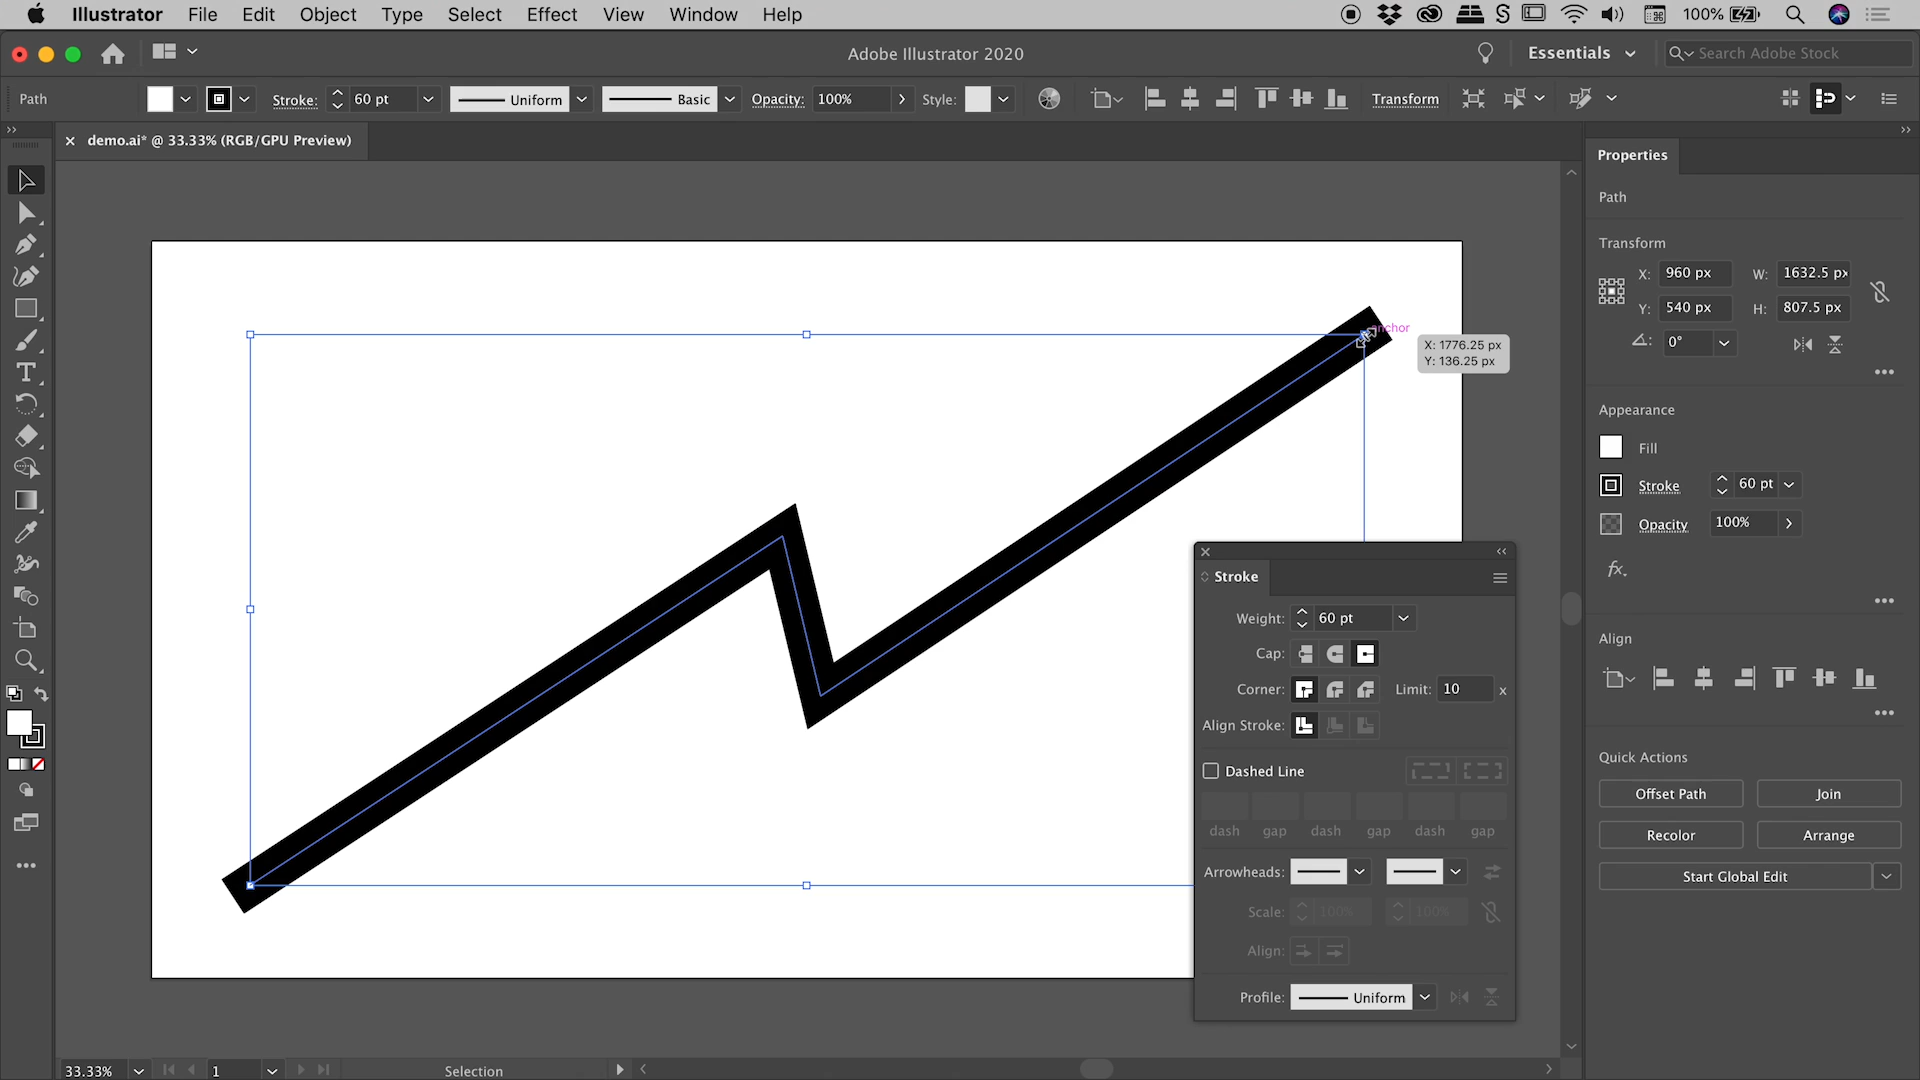 Illustrator File Edit Object Type Select Effect View Window Help 100%
Adobe Illustrator 2020 Essentials Search Adobe Stock
Path Stroke: 60 pt Uniform Basic Opacity: 100% Style: Transform
demo.ai* @ 33.33% (RGB/GPU Preview)
Properties
Path
Transform
X: 960 px W: 1632.5 px
Y: 540 px H: 807.5 px
0°
anchor
X: 1776.25 px
Y: 136.25 px
Appearance
Fill
Stroke 60 pt
Opacity 100%
fx.
Stroke
Weight: 60 pt
Cap:
Corner: Limit: 10 x
Align Stroke:
Dashed Line
dash gap dash gap dash gap
Arrowheads:
Scale: 100% 100%
Align:
Profile: Uniform
Align
Quick Actions
Offset Path Join
Recolor Arrange
Start Global Edit
33.33% 1 Selection